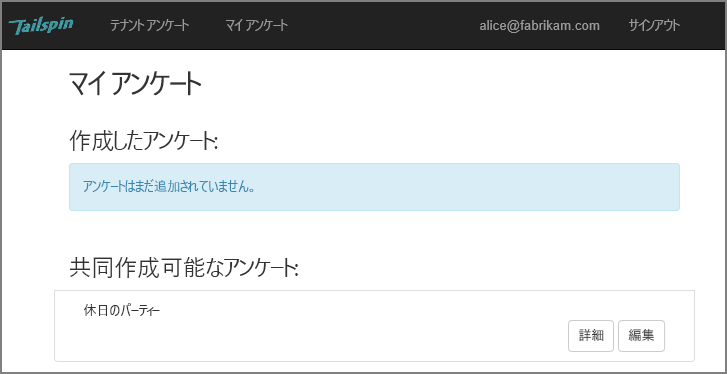 Tailspin テナント アンケート マイ アンケート alice@fabrikam.com サインアウト
マイ アンケート
作成したアンケート:
アンケートはまだ追加されていません。
共同作成可能なアンケート:
休日のパーティー
詳細 編集